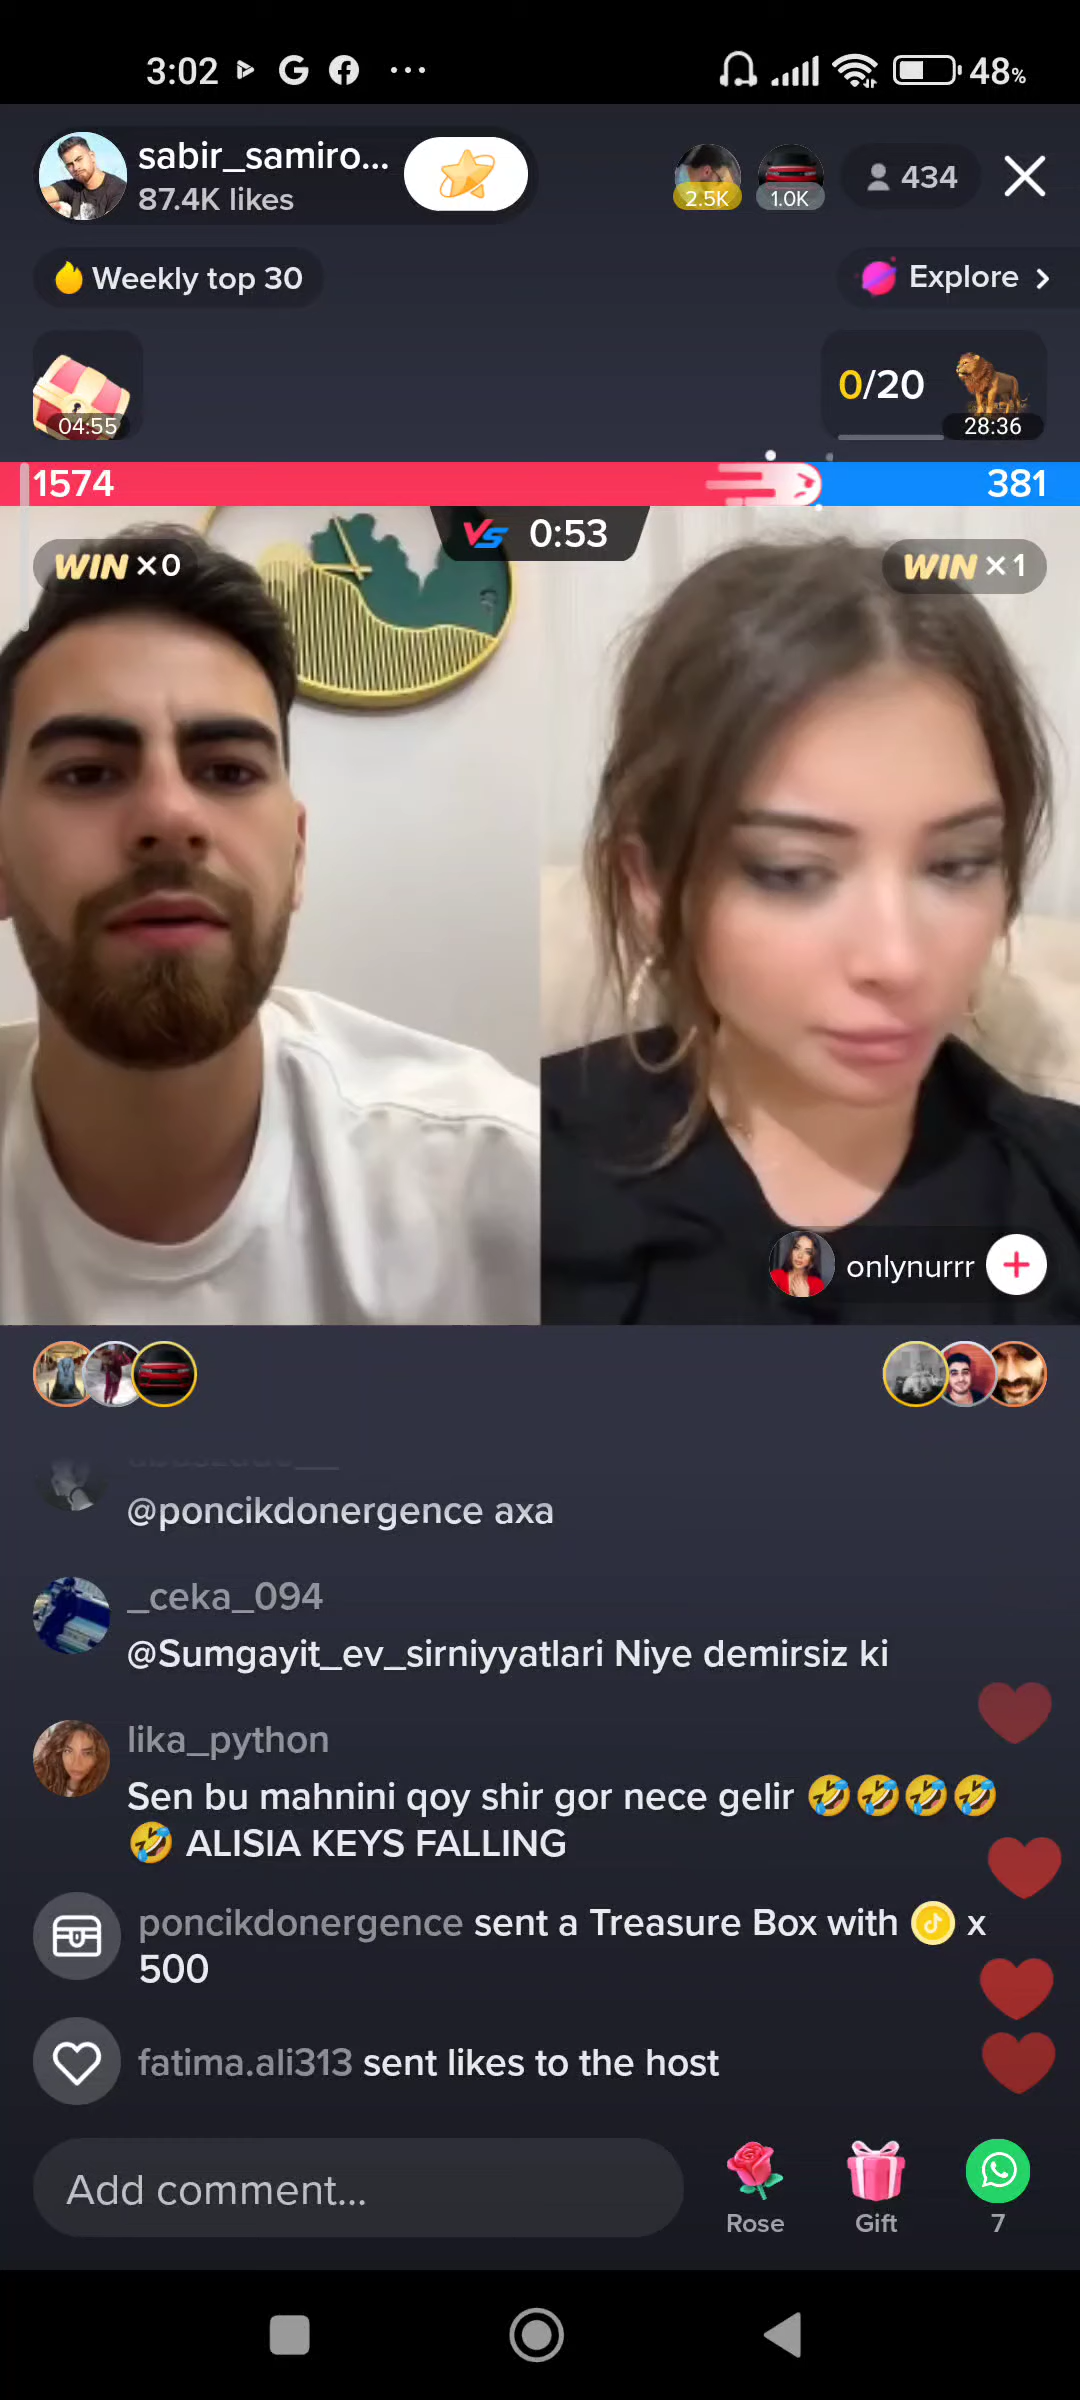 3:02
48%
sabir_samiro...
87.4K likes
2.5K
1.0K
434
Weekly top 30
Explore
04:55
0/20
28:36
1574
381
VS 0:53
WIN ×0
WIN ×1
onlynurrr
@poncikdonergence axa
_ceka_094
@Sumgayit_ev_sirniyyatlari Niye demirsiz ki
lika_python
Sen bu mahnini qoy shir gor nece gelir 🤣🤣🤣🤣
🤣 ALISIA KEYS FALLING
poncikdonergence sent a Treasure Box with x
500
fatima.ali313 sent likes to the host
Add comment...
Rose
Gift
7